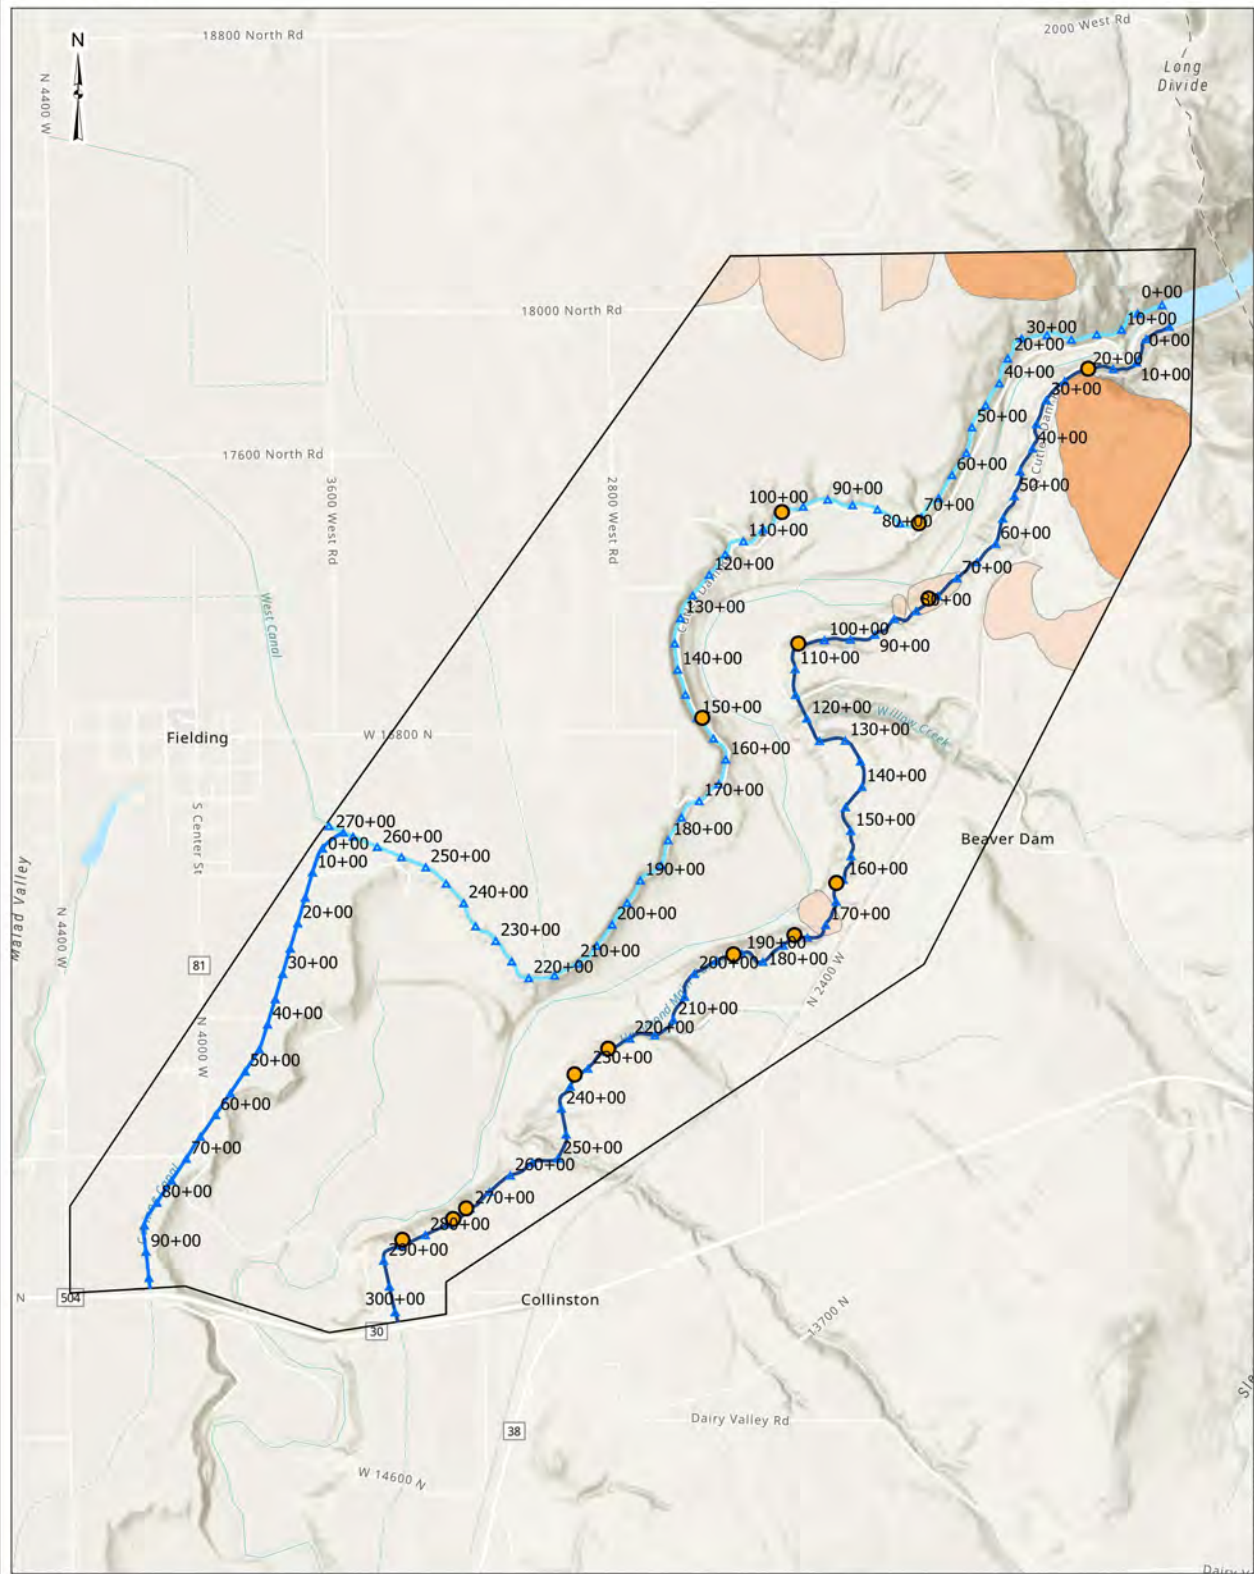 2000 West Rd
18800 North Rd
N
Long
Divide
N 4400 W
0+00
18000 North Rd
10+00
30+00
0+00
20+00
20+00
40+00
10+00
30+00
50+00
40+00
17600 North Rd
60+00
3600 West Rd
2800 West Rd
50+00
90+00
100+00
70+00
80+00
110+00
60+00
120+00
70+00
130+00
West Canal
80+00
100+00
90+00
140+00
110+00
150+00
120+00
Willow Creek
130+00
Fielding
W 16800 N
160+00
140+00
170+00
270+00
180+00
150+00
S Center St
260+00
0+00
Beaver Dam
10+00
250+00
160+00
Malad Valley
190+00
240+00
20+00
200+00
170+00
N 4400 W
230+00
190+00
30+00
210+00
180+00
81
220+00
200+00
N 2400 W
40+00
210+00
N 4000 W
220+00
50+00
230+00
60+00
240+00
70+00
250+00
260+00
80+00
270+00
280+00
90+00
290+00
N
504
300+00
Collinston
30
13700 N
Dairy Valley Rd
38
W 14600 N